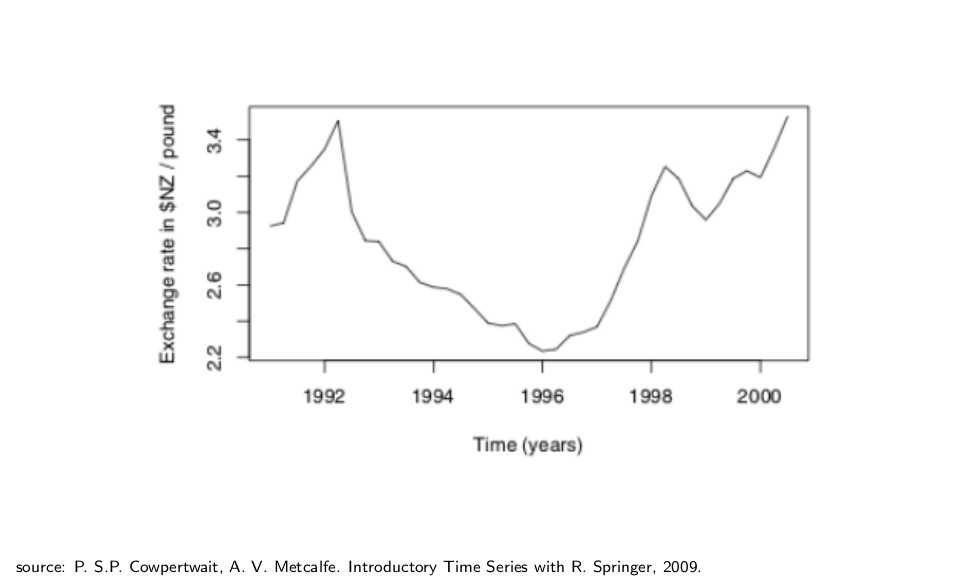 Exchange rate in $NZ / pound
3.4
3.0
2.6
2.2
1992 1994 1996 1998 2000
Time (years)
source: P. S.P. Cowpertwait, A. V. Metcalfe. Introductory Time Series with R. Springer, 2009.